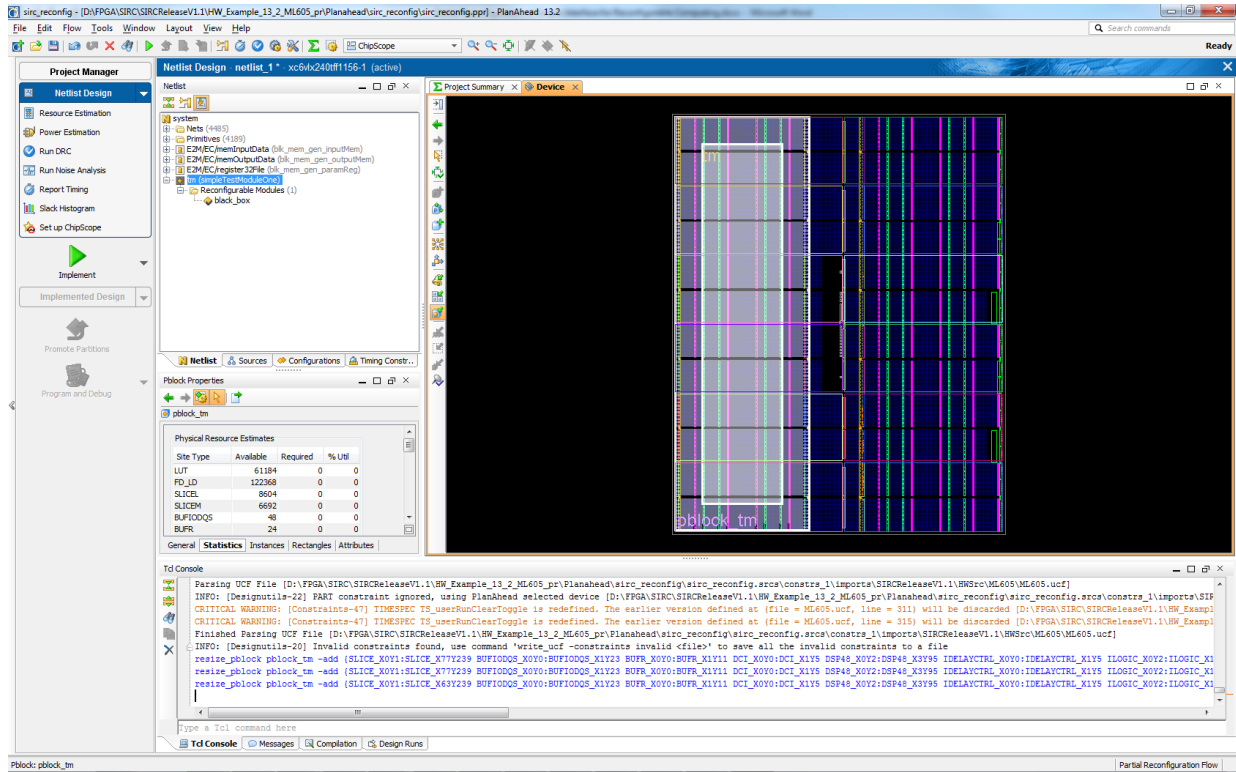 sirc_reconfig - [D:\FPGA\SIRC\SIRCReleaseV1.1\HW_Example_13_2_ML605_pr\Planahead\sirc_reconfig\sirc_reconfig.ppr] - PlanAhead 13.2
File Edit Flow Tools Window Layout View Help
Search commands
ChipScope
Ready
Project Manager
Netlist Design
Resource Estimation
Power Estimation
Run DRC
Run Noise Analysis
Report Timing
Slack Histogram
Set up ChipScope
Implement
Implemented Design
Promote Partitions
Program and Debug
Netlist Design - netlist_1 * - xc6vlx240tff1156-1 (active)
Netlist
system
Nets (4485)
Primitives (4189)
E2M/EC/memInputData (blk_mem_gen_inputMem)
E2M/EC/memOutputData (blk_mem_gen_outputMem)
E2M/EC/register32File (blk_mem_gen_paramReg)
tm (simpleTestModuleOne)
Reconfigurable Modules (1)
black_box
Netlist Sources Configurations Timing Constr..
Pblock Properties
pblock_tm
Physical Resource Estimates
Site Type Available Required % Util
LUT 61184 0 0
FD_LD 122368 0 0
SLICEL 8604 0 0
SLICEM 6692 0 0
BUFIODQS 48 0 0
BUFR 24 0 0
General Statistics Instances Rectangles Attributes
Project Summary Device
tm
pblock_tm
Tcl Console
Parsing UCF File [D:\FPGA\SIRC\SIRCReleaseV1.1\HW_Example_13_2_ML605_pr\Planahead\sirc_reconfig\sirc_reconfig.srcs\constrs_1\imports\SIRCReleaseV1.1\HWSrc\ML605\ML605.ucf]
INFO: [Designutils-22] PART constraint ignored, using PlanAhead selected device [D:\FPGA\SIRC\SIRCReleaseV1.1\HW_Example_13_2_ML605_pr\Planahead\sirc_reconfig\sirc_reconfig.srcs\constrs_1\imports\SIR
CRITICAL WARNING: [Constraints-47] TIMESPEC TS_userRunClearToggle is redefined. The earlier version defined at (file = ML605.ucf, line = 311) will be discarded [D:\FPGA\SIRC\SIRCReleaseV1.1\HW_Exampl
CRITICAL WARNING: [Constraints-47] TIMESPEC TS_userRunClearToggle is redefined. The earlier version defined at (file = ML605.ucf, line = 315) will be discarded [D:\FPGA\SIRC\SIRCReleaseV1.1\HW_Exampl
Finished Parsing UCF File [D:\FPGA\SIRC\SIRCReleaseV1.1\HW_Example_13_2_ML605_pr\Planahead\sirc_reconfig\sirc_reconfig.srcs\constrs_1\imports\SIRCReleaseV1.1\HWSrc\ML605\ML605.ucf]
INFO: [Designutils-20] Invalid constraints found, use command 'write_ucf -constraints invalid <file>' to save all the invalid constraints to a file
resize_pblock pblock_tm -add {SLICE_X0Y1:SLICE_X77Y239 BUFIODQS_X0Y0:BUFIODQS_X1Y23 BUFR_X0Y0:BUFR_X1Y11 DCI_X0Y0:DCI_X1Y5 DSP48_X0Y2:DSP48_X3Y95 IDELAYCTRL_X0Y0:IDELAYCTRL_X1Y5 ILOGIC_X0Y2:ILOGIC_X1
resize_pblock pblock_tm -add {SLICE_X0Y1:SLICE_X77Y239 BUFIODQS_X0Y0:BUFIODQS_X1Y23 BUFR_X0Y0:BUFR_X1Y11 DCI_X0Y0:DCI_X1Y5 DSP48_X0Y2:DSP48_X3Y95 IDELAYCTRL_X0Y0:IDELAYCTRL_X1Y5 ILOGIC_X0Y2:ILOGIC_X1
resize_pblock pblock_tm -add {SLICE_X0Y1:SLICE_X63Y239 BUFIODQS_X0Y0:BUFIODQS_X1Y23 BUFR_X0Y0:BUFR_X1Y11 DCI_X0Y0:DCI_X1Y5 DSP48_X0Y2:DSP48_X3Y95 IDELAYCTRL_X0Y0:IDELAYCTRL_X1Y5 ILOGIC_X0Y2:ILOGIC_X1
Type a Tcl command here
Tcl Console Messages Compilation Design Runs
Pblock: pblock_tm
Partial Reconfiguration Flow